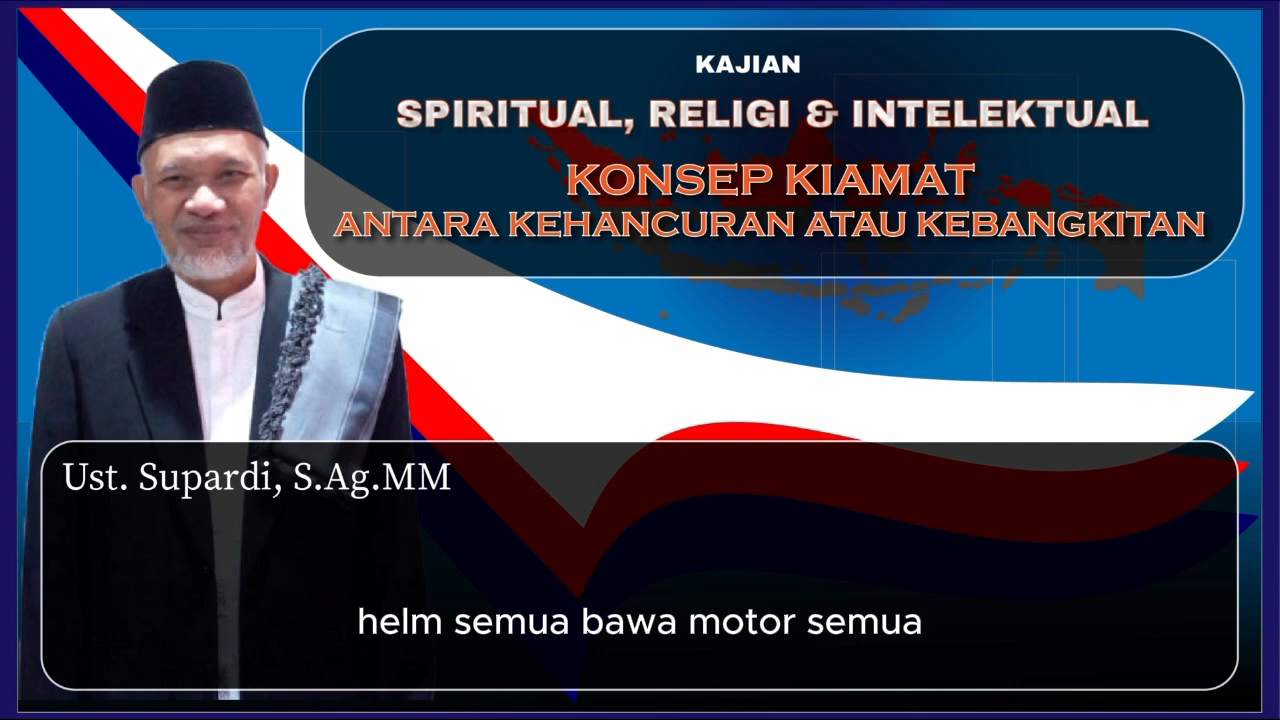 KAJIAN
SPIRITUAL, RELIGI & INTELEKTUAL
KONSEP KIAMAT
ANTARA KEHANCURAN ATAU KEBANGKITAN
Ust. Supardi, S.Ag.MM
helm semua bawa motor semua